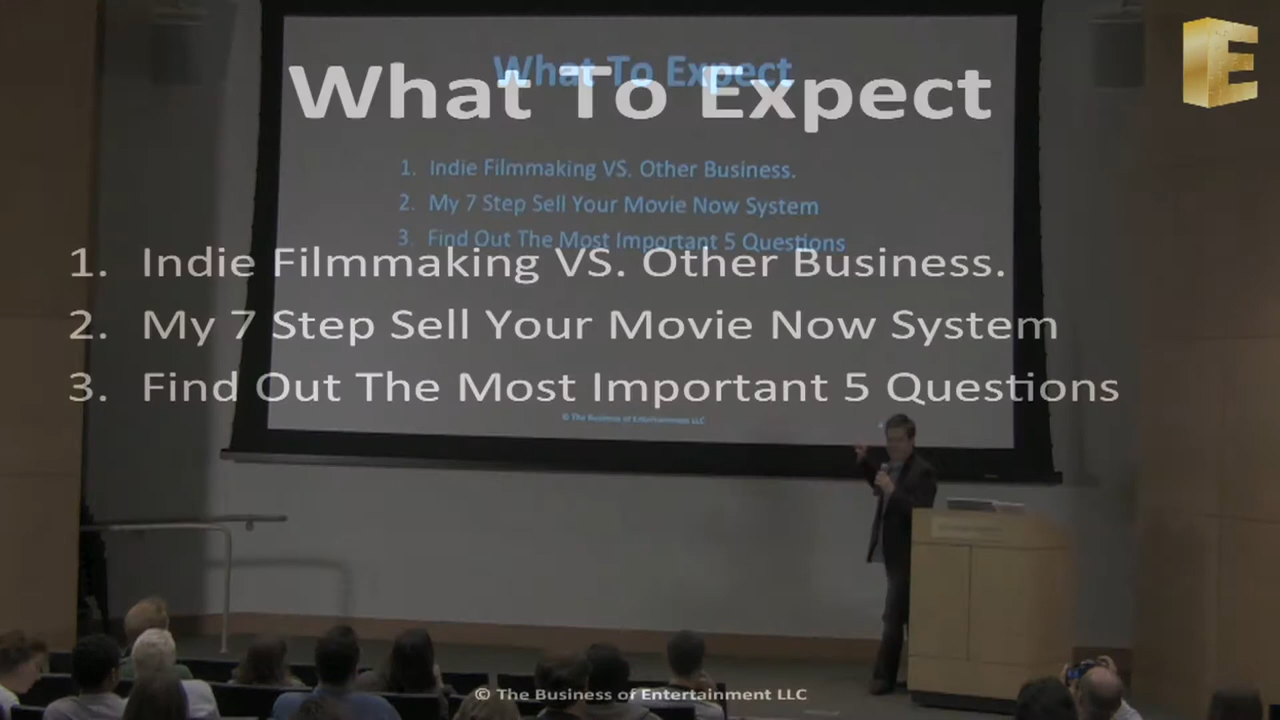 What To Expect
What To Expect
1. Indie Filmmaking VS. Other Business.
2. My 7 Step Sell Your Movie Now System
3. Find Out The Most Important 5 Questions
1. Indie Filmmaking VS. Other Business.
2. My 7 Step Sell Your Movie Now System
3. Find Out The Most Important 5 Questions
© The Business of Entertainment LLC
© The Business of Entertainment LLC
E